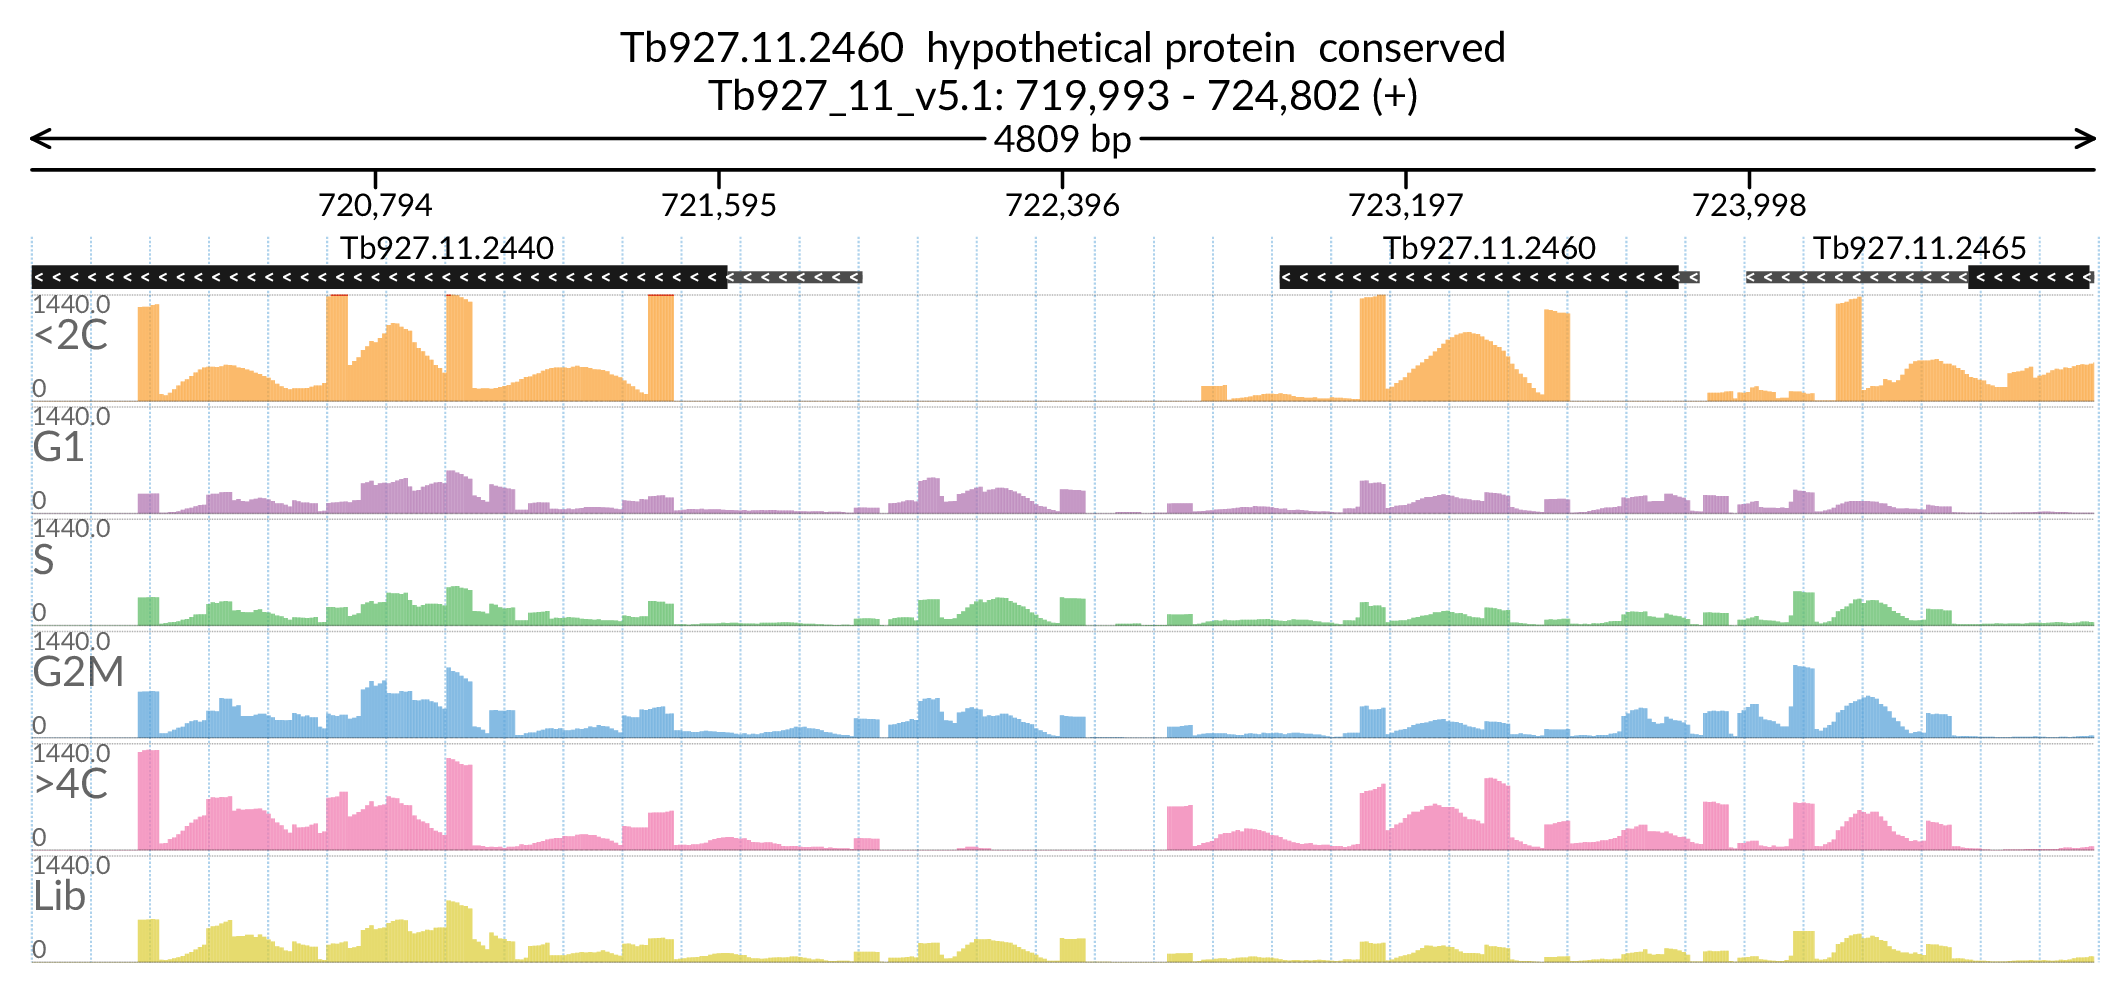 Tb927.11.2460 hypothetical protein conserved
Tb927_11_v5.1: 719,993 - 724,802 (+)
4809 bp
720,794 721,595 722,396 723,197 723,998
Tb927.11.2440 Tb927.11.2460 Tb927.11.2465
1440.0
<2C
0
1440.0
G1
0
1440.0
S
0
1440.0
G2M
0
1440.0
>4C
0
1440.0
Lib
0